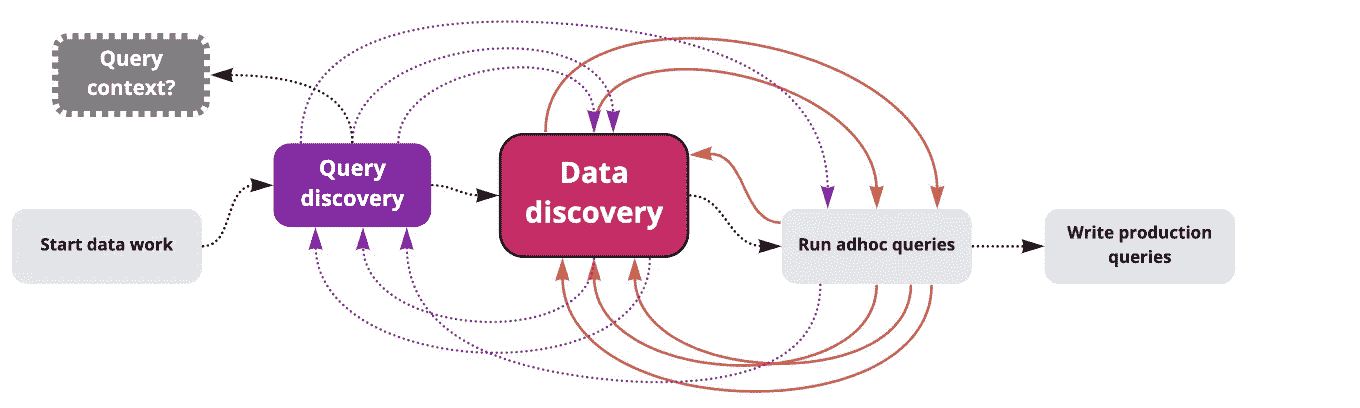 Query
context?
Query
discovery
Data
discovery
Start data work
Run adhoc queries
Write production
queries